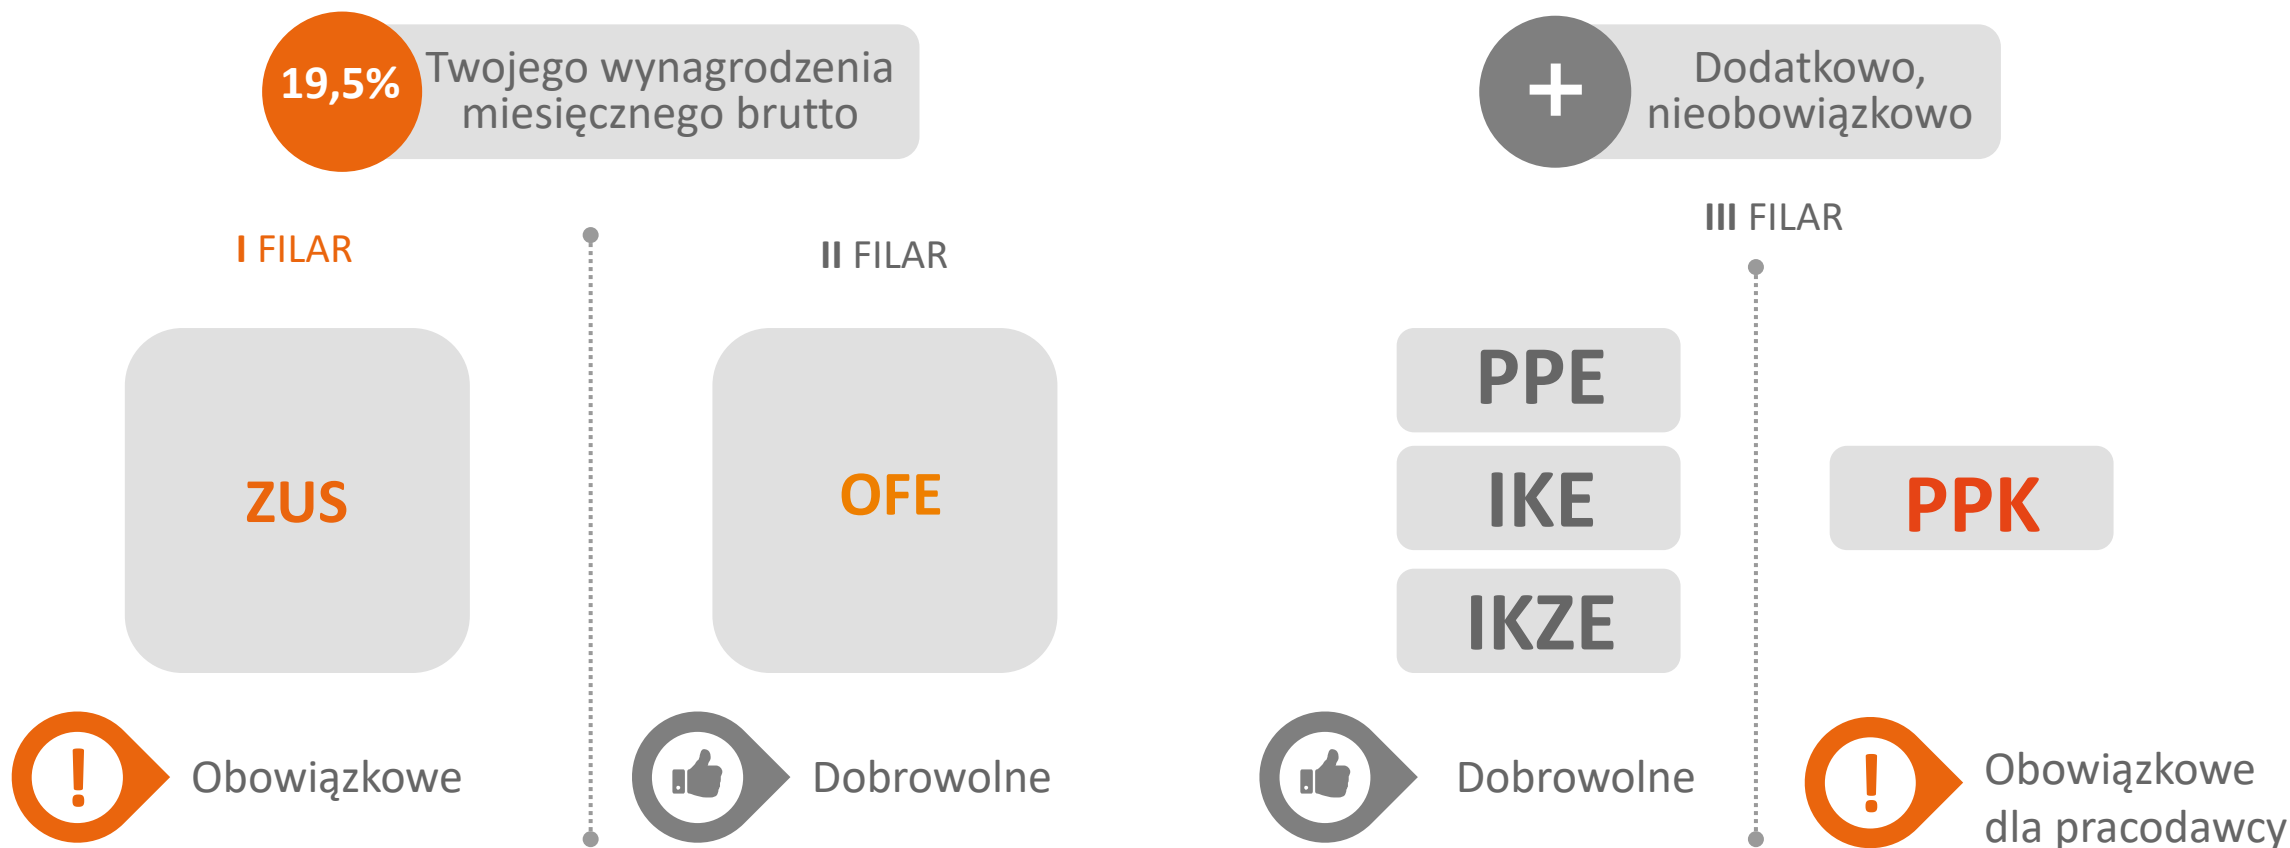 19,5%
Twojego wynagrodzenia
miesięcznego brutto
+
Dodatkowo,
nieobowiązkowo
I FILAR
II FILAR
III FILAR
ZUS
OFE
PPE
IKE
IKZE
PPK
! Obowiązkowe
Dobrowolne
Dobrowolne
! Obowiązkowe
dla pracodawcy